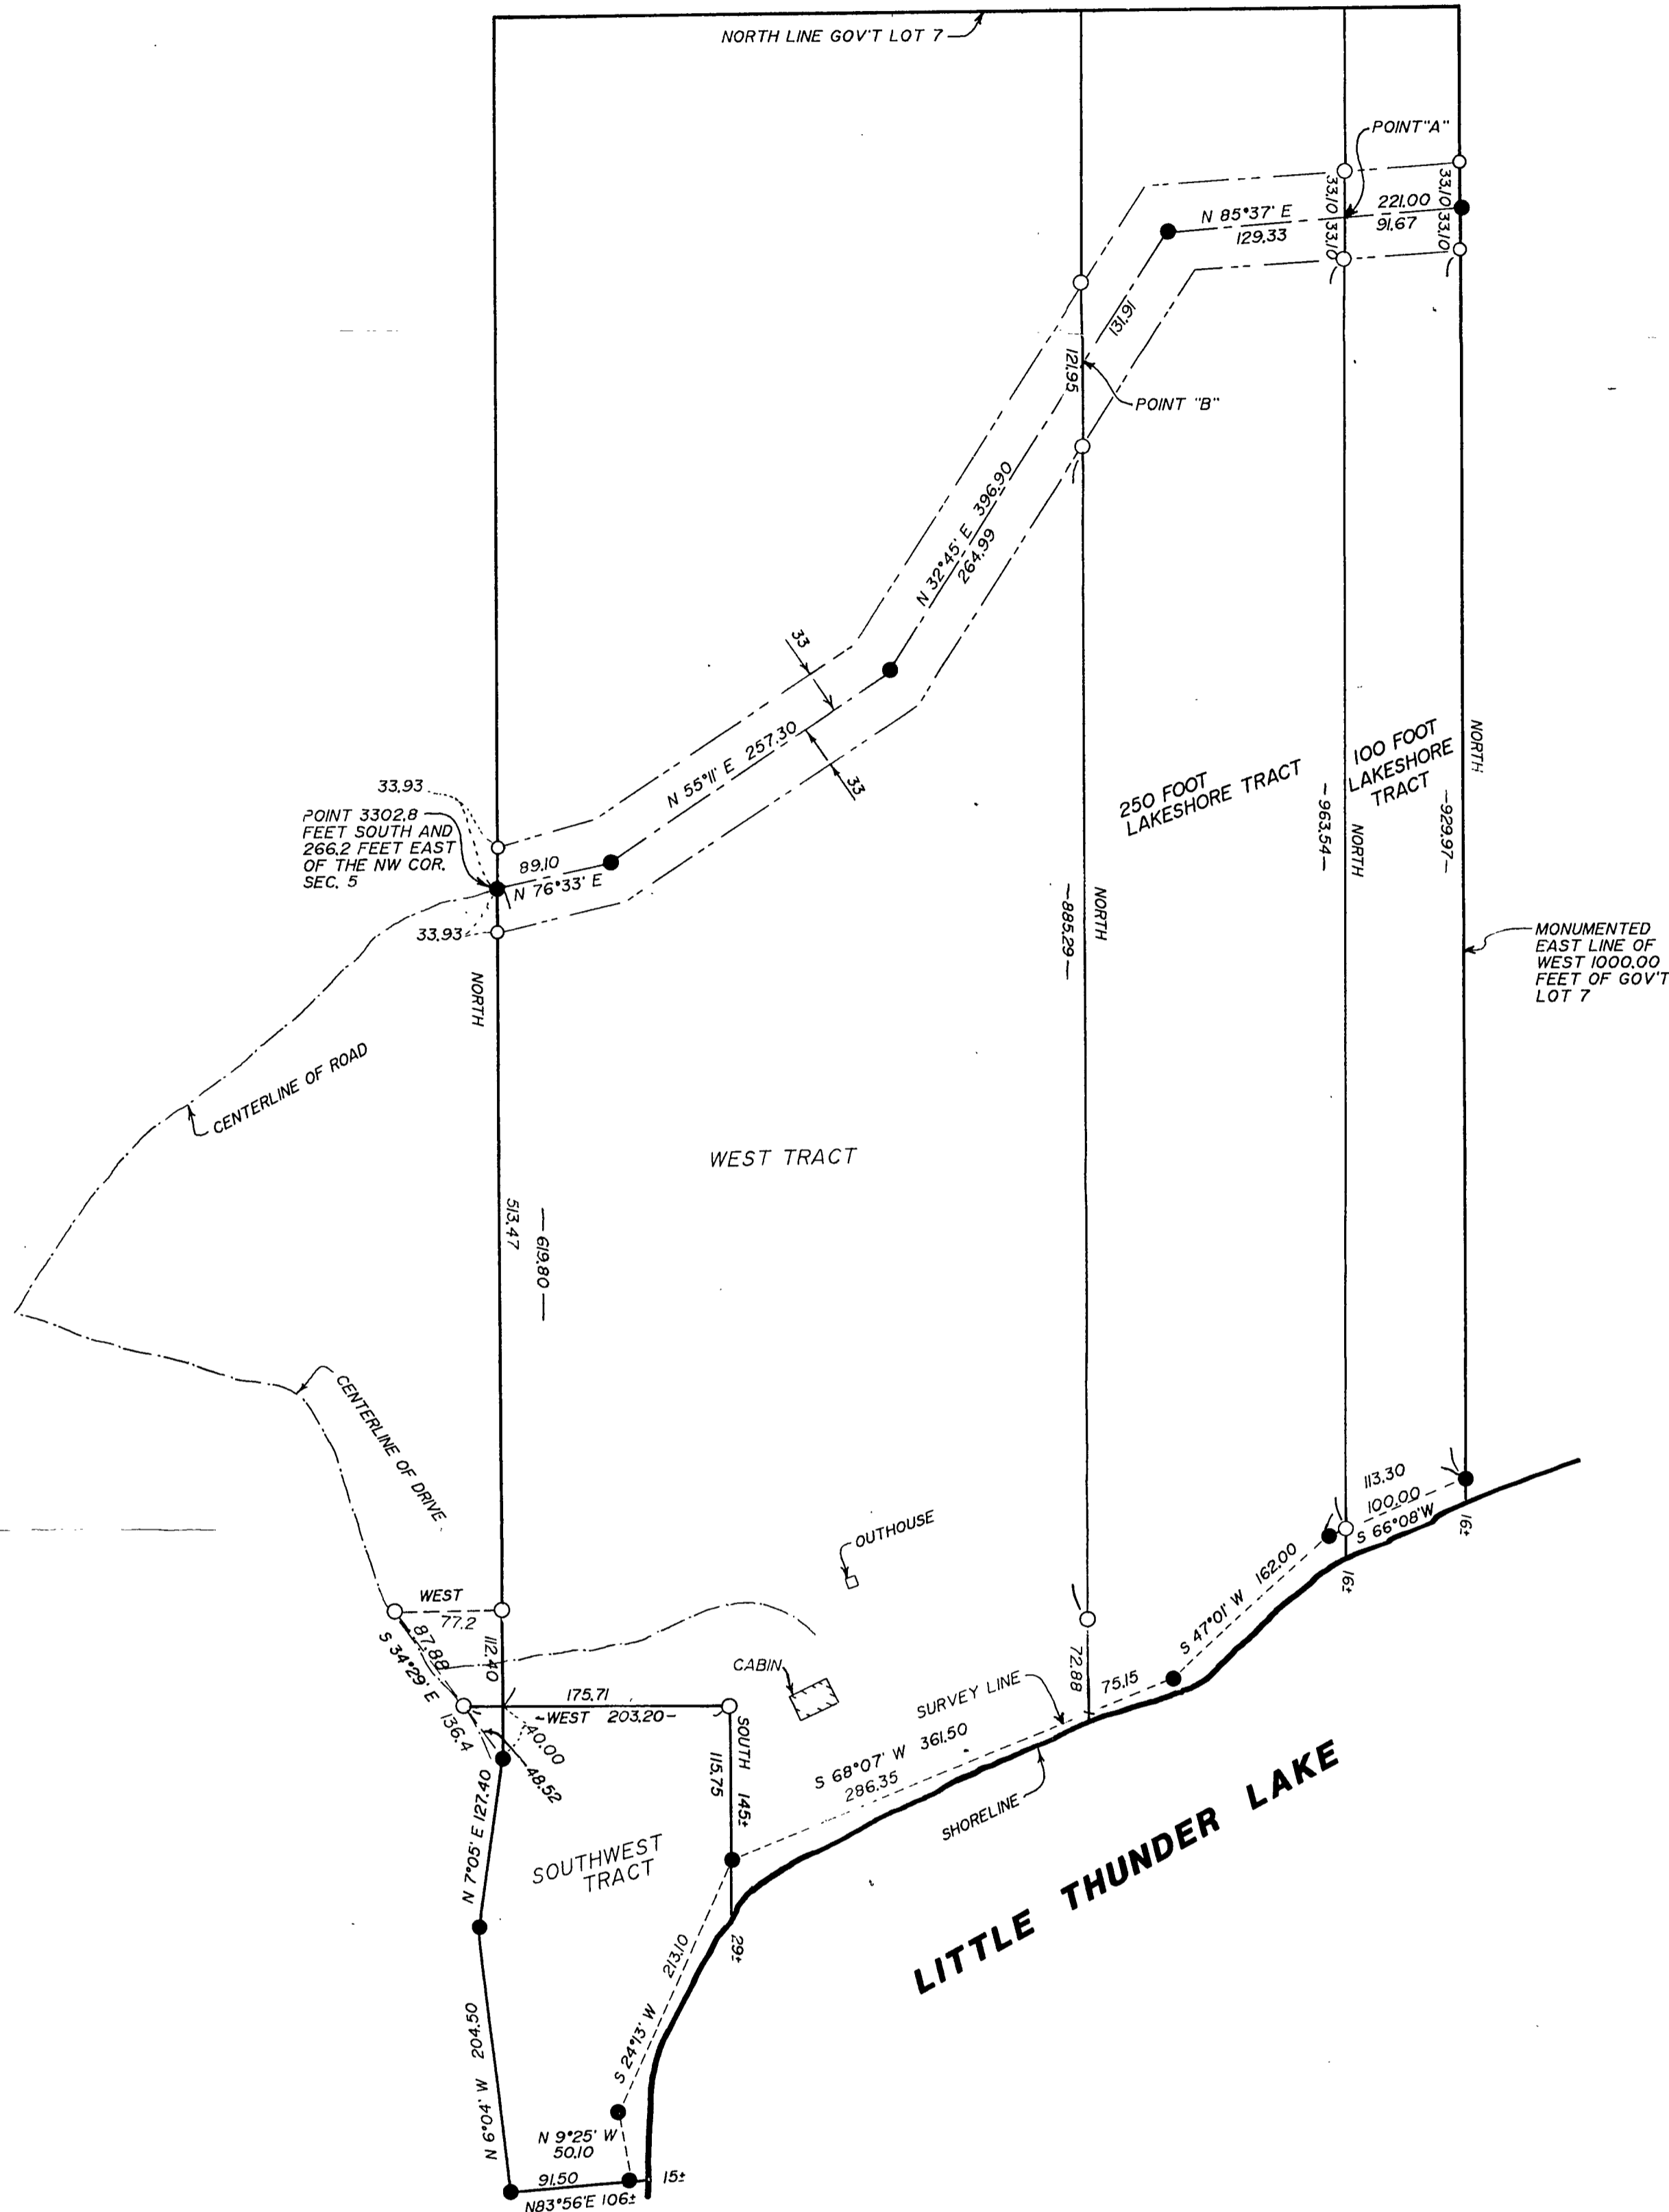 NORTH LINE GOV'T LOT 7
POINT "A"
33.10
33.10
33.10
33.10
N 85°37' E
129.33
221.00
91.67
131.91
121.95
POINT "B"
N 32°45' E 396.90
264.99
33
33
N 55°11' E 257.30
33.93
POINT 3302.8
FEET SOUTH AND
266.2 FEET EAST
OF THE NW COR.
SEC. 5
89.10
N 76°33' E
33.93
NORTH
250 FOOT
LAKESHORE TRACT
100 FOOT
LAKESHORE
TRACT
NORTH
—929.97—
—963.54—
NORTH
—885.29—
NORTH
MONUMENTED
EAST LINE OF
WEST 1000.00
FEET OF GOV'T
LOT 7
CENTERLINE OF ROAD
WEST TRACT
513.47
— 619.80 —
CENTERLINE OF DRIVE
OUTHOUSE
113.30
100.00
S 66°08' W
16±
16±
S 47°01' W 162.00
WEST
77.2
87.88
S 34°29' E
136.4
112.40
CABIN
175.71
-WEST 203.20-
40.00
48.52
SOUTH 145±
115.75
72.88
75.15
SURVEY LINE
S 68°07' W 361.50
286.35
SHORELINE
LITTLE THUNDER LAKE
N 7°05' E 127.40
SOUTHWEST
TRACT
29±
213.10
S 24°13' W
N 6°04' W 204.50
N 9°25' W
50.10
91.50
15±
N83°56'E 106±